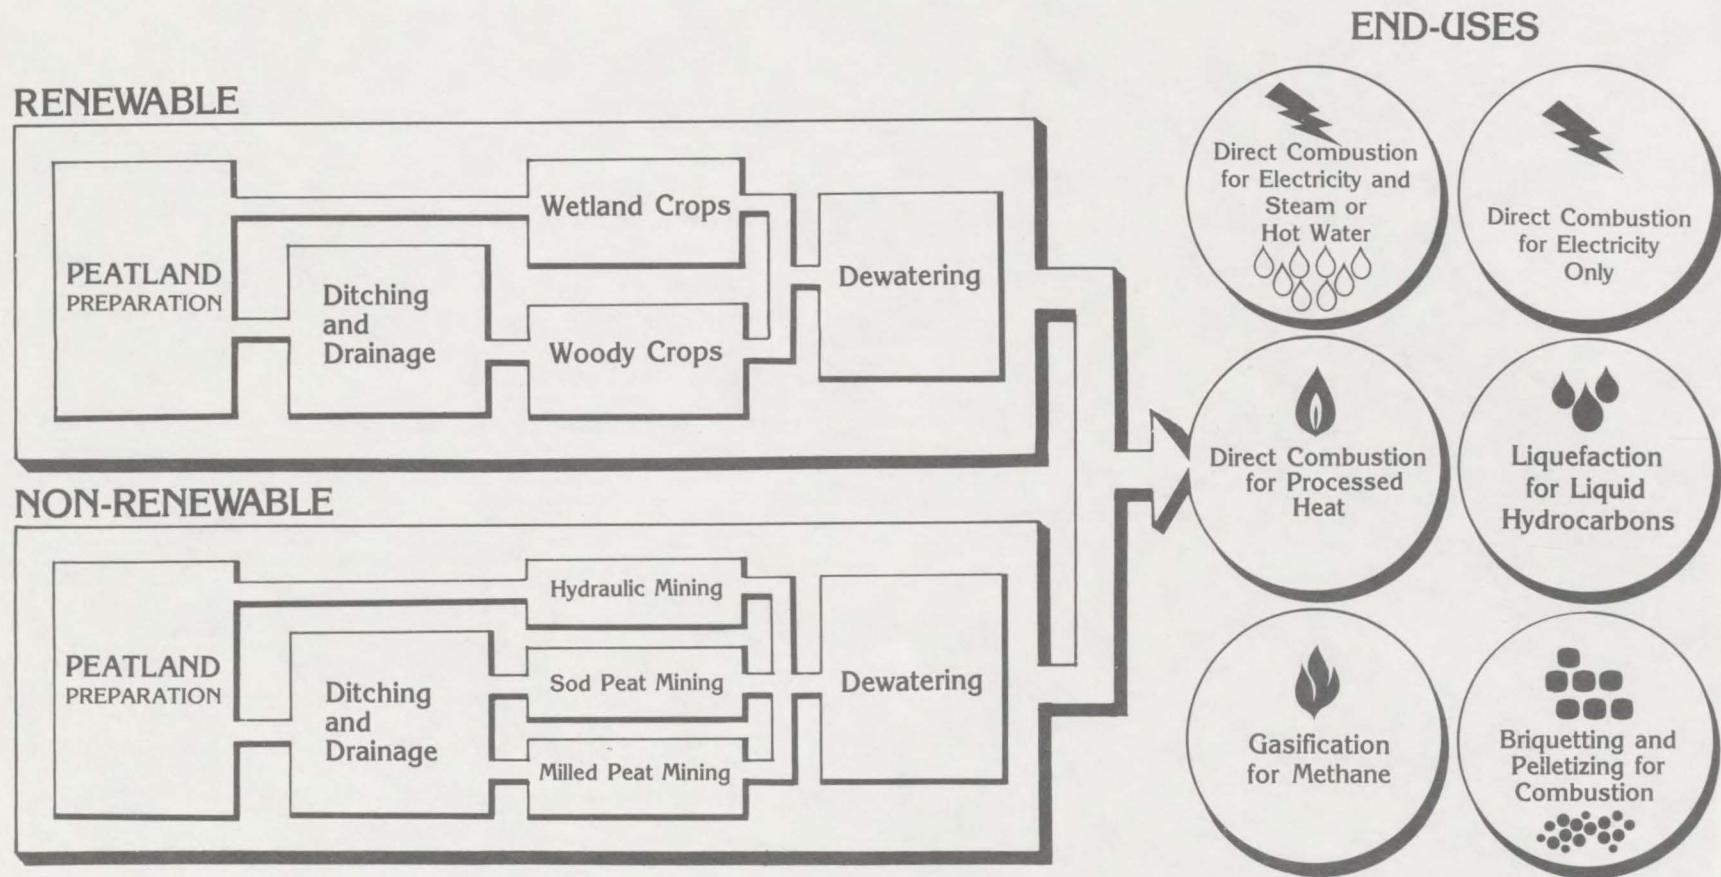 END-USES
RENEWABLE
PEATLAND
PREPARATION
Ditching
and
Drainage
Wetland Crops
Woody Crops
Dewatering
NON-RENEWABLE
PEATLAND
PREPARATION
Ditching
and
Drainage
Hydraulic Mining
Sod Peat Mining
Milled Peat Mining
Dewatering
Direct Combustion
for Electricity and
Steam or
Hot Water
Direct Combustion
for Electricity
Only
Direct Combustion
for Processed
Heat
Liquefaction
for Liquid
Hydrocarbons
Gasification
for Methane
Briquetting and
Pelletizing for
Combustion